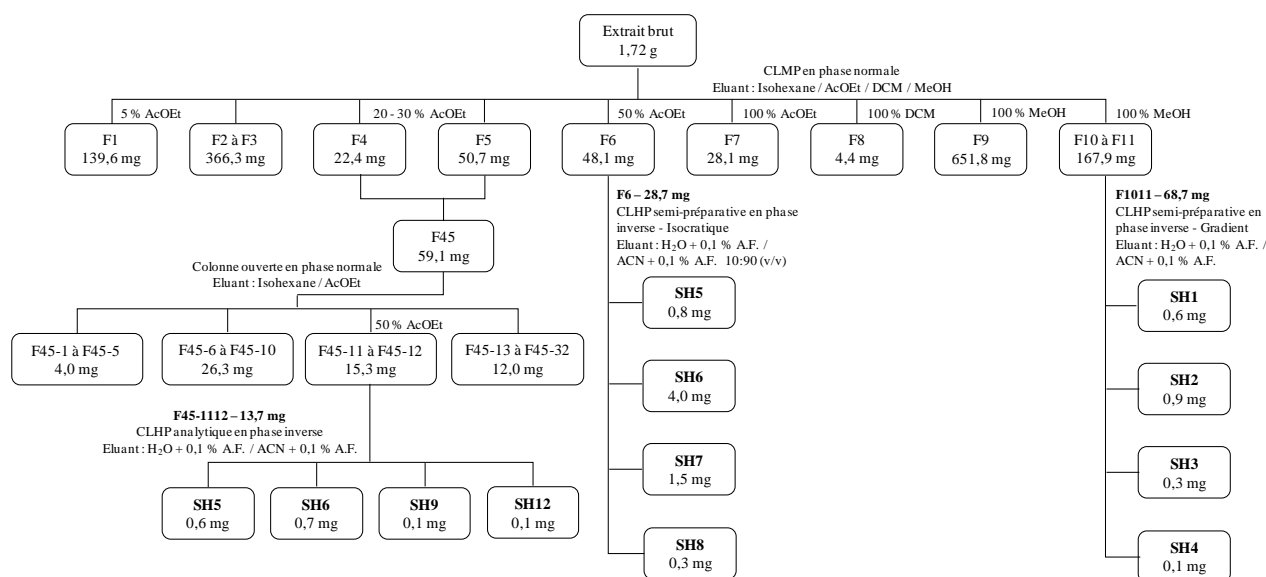 Extrait brut
1,72 g
CLMP en phase normale
Eluant : Isohexane / AcOEt / DCM / MeOH
5 % AcOEt
20 - 30 % AcOEt
50 % AcOEt
100 % AcOEt
100 % DCM
100 % MeOH
100 % MeOH
F1
139,6 mg
F2 à F3
366,3 mg
F4
22,4 mg
F5
50,7 mg
F6
48,1 mg
F7
28,1 mg
F8
4,4 mg
F9
651,8 mg
F10 à F11
167,9 mg
F45
59,1 mg
Colonne ouverte en phase normale
Eluant : Isohexane / AcOEt
50 % AcOEt
F45-1 à F45-5
4,0 mg
F45-6 à F45-10
26,3 mg
F45-11 à F45-12
15,3 mg
F45-13 à F45-32
12,0 mg
F45-1112 – 13,7 mg
CLHP analytique en phase inverse
Eluant : H2O + 0,1 % A.F. / ACN + 0,1 % A.F.
SH5
0,6 mg
SH6
0,7 mg
SH9
0,1 mg
SH12
0,1 mg
F6 – 28,7 mg
CLHP semi-préparative en phase
inverse - Isocratique
Eluant : H2O + 0,1 % A.F. /
ACN + 0,1 % A.F. 10:90 (v/v)
SH5
0,8 mg
SH6
4,0 mg
SH7
1,5 mg
SH8
0,3 mg
F1011 – 68,7 mg
CLHP semi-préparative en
phase inverse - Gradient
Eluant : H2O + 0,1 % A.F. /
ACN + 0,1 % A.F.
SH1
0,6 mg
SH2
0,9 mg
SH3
0,3 mg
SH4
0,1 mg